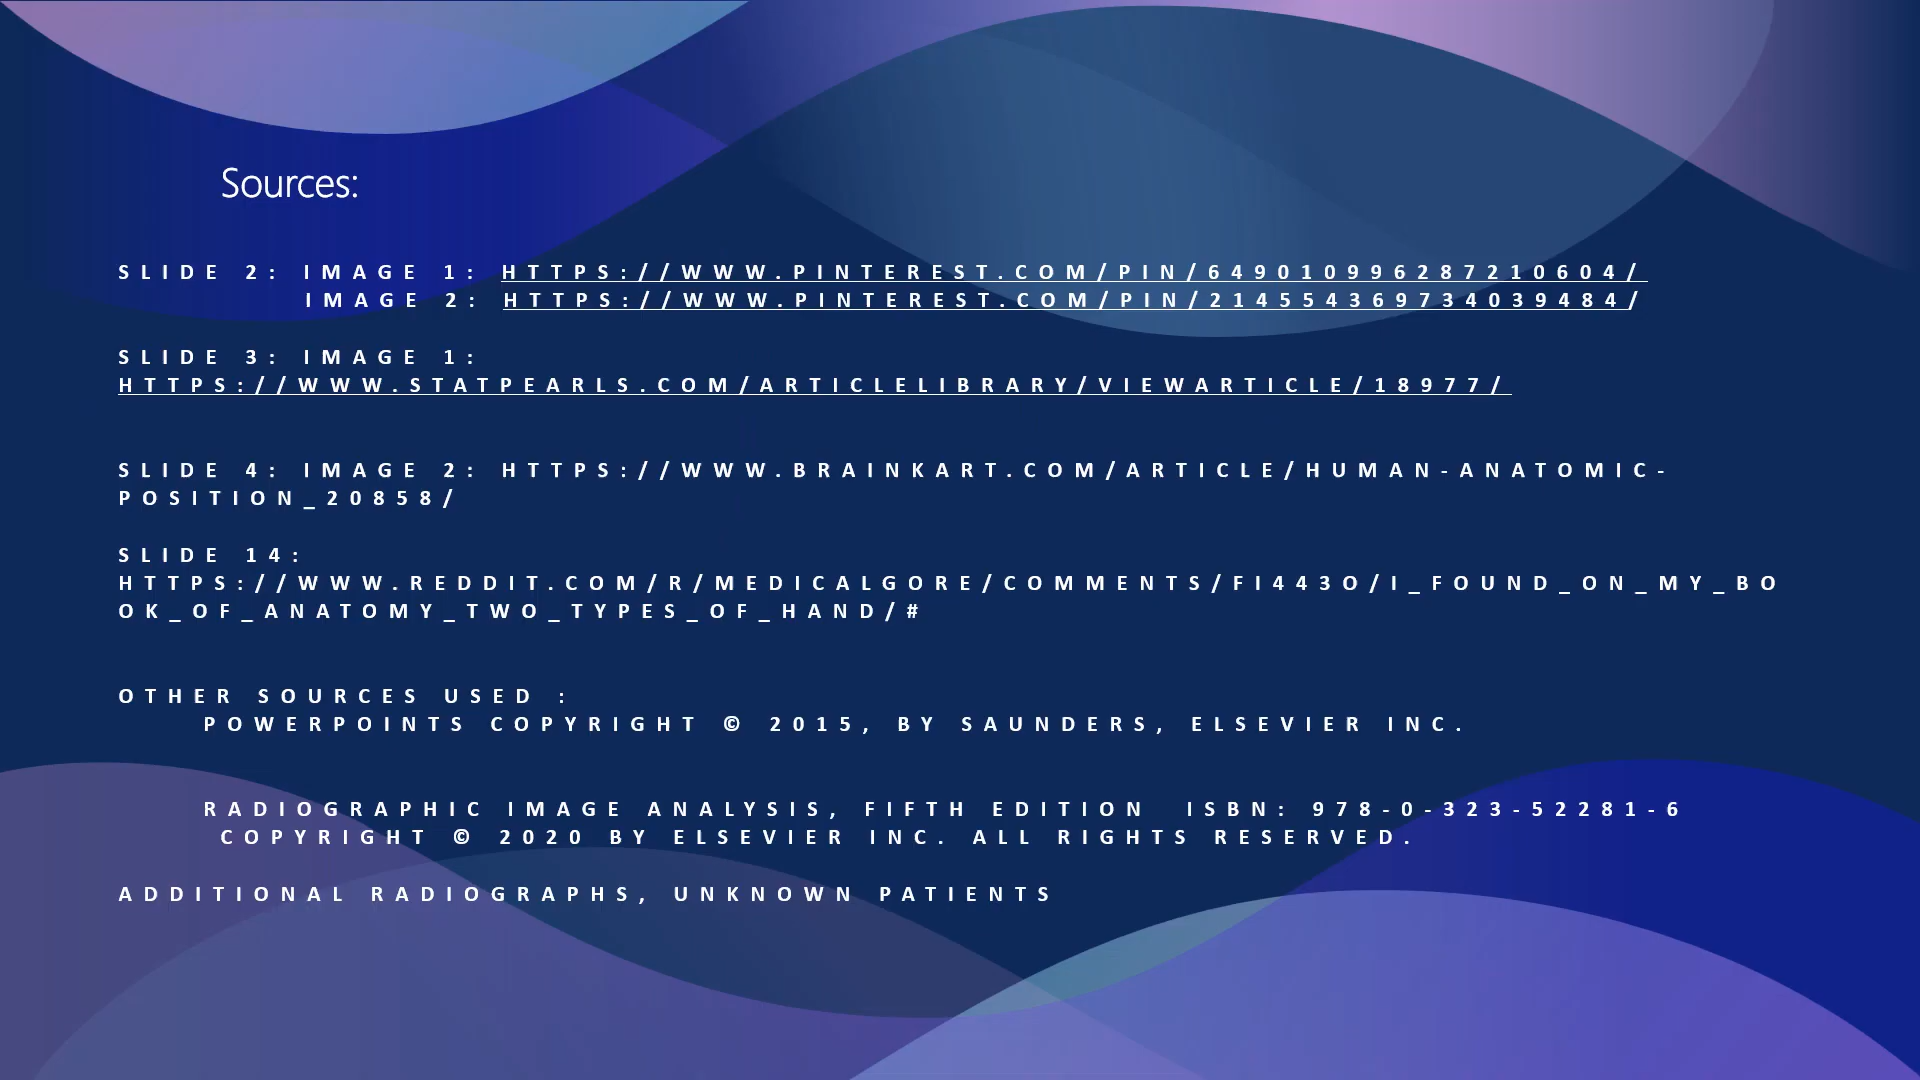 Sources:
SLIDE 2: IMAGE 1: HTTPS://WWW.PINTEREST.COM/PIN/649010996287210604/
IMAGE 2: HTTPS://WWW.PINTEREST.COM/PIN/214554369734039484/
SLIDE 3: IMAGE 1:
HTTPS://WWW.STATPEARLS.COM/ARTICLELIBRARY/VIEWARTICLE/18977/
SLIDE 4: IMAGE 2: HTTPS://WWW.BRAINKART.COM/ARTICLE/HUMAN-ANATOMIC-
POSITION_20858/
SLIDE 14:
HTTPS://WWW.REDDIT.COM/R/MEDICALGORE/COMMENTS/FI443O/I_FOUND_ON_MY_BO
OK_OF_ANATOMY_TWO_TYPES_OF_HAND/#
OTHER SOURCES USED :
POWERPOINTS COPYRIGHT © 2015, BY SAUNDERS, ELSEVIER INC.
RADIOGRAPHIC IMAGE ANALYSIS, FIFTH EDITION ISBN: 978-0-323-52281-6
COPYRIGHT © 2020 BY ELSEVIER INC. ALL RIGHTS RESERVED.
ADDITIONAL RADIOGRAPHS, UNKNOWN PATIENTS